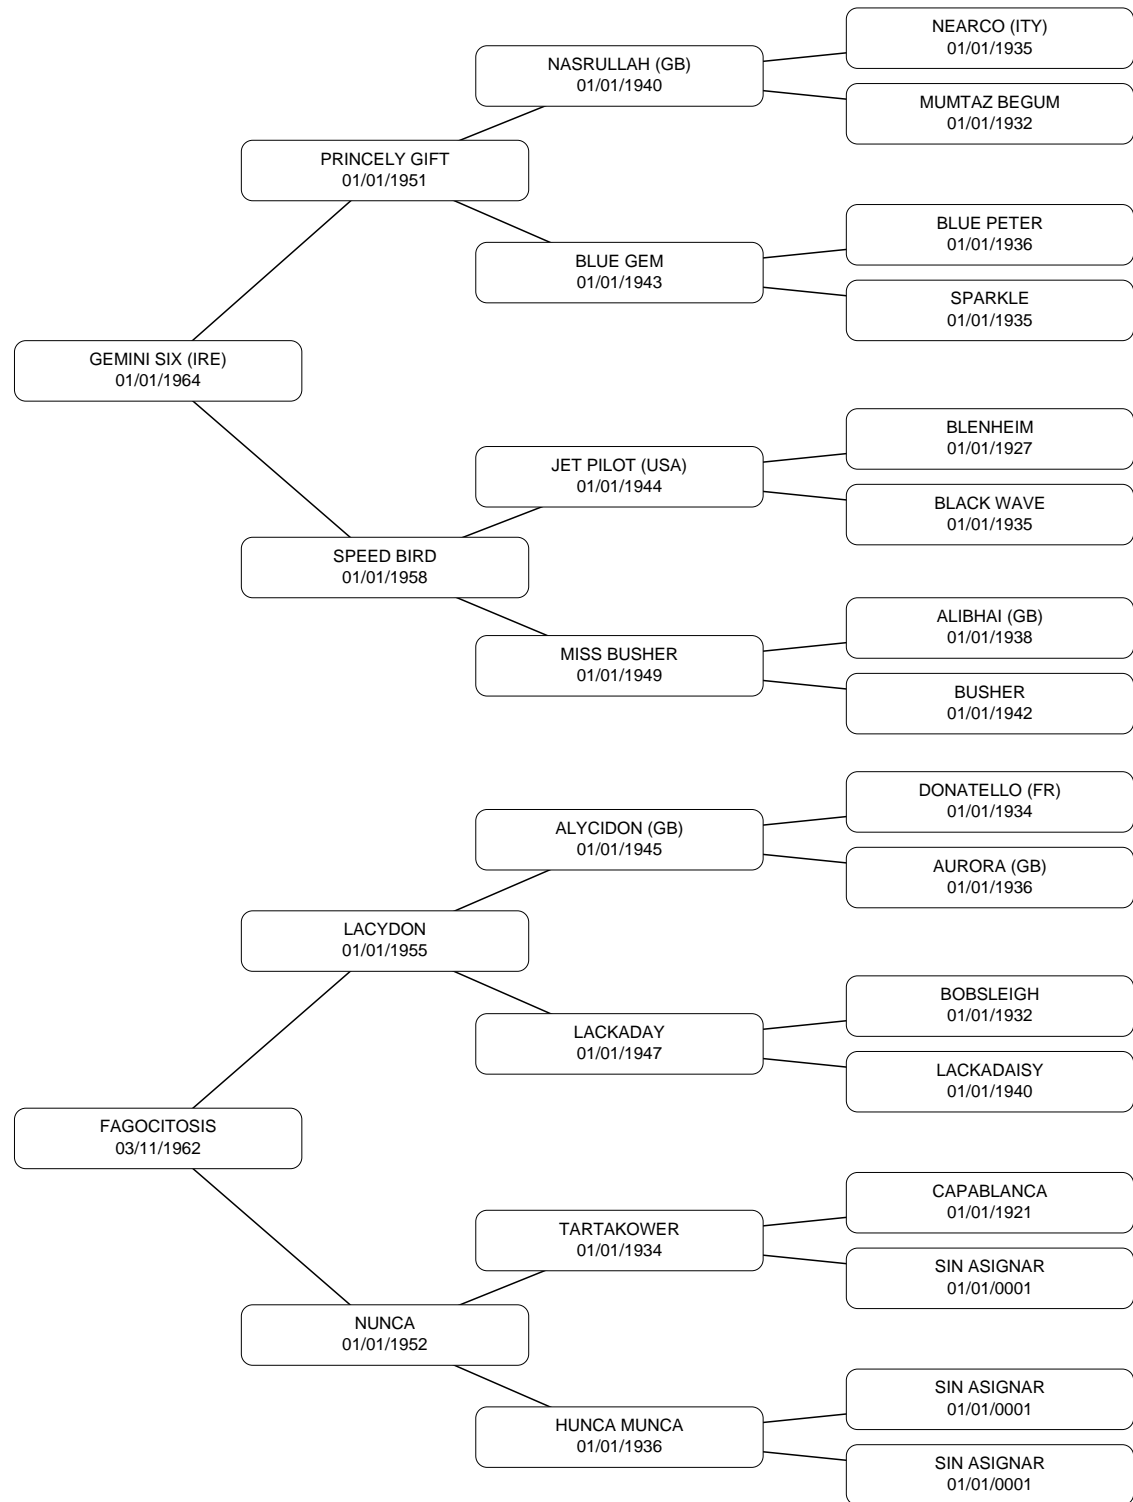 NEARCO (ITY)
01/01/1935
NASRULLAH (GB)
01/01/1940
MUMTAZ BEGUM
01/01/1932
PRINCELY GIFT
01/01/1951
BLUE PETER
01/01/1936
BLUE GEM
01/01/1943
SPARKLE
01/01/1935
GEMINI SIX (IRE)
01/01/1964
BLENHEIM
01/01/1927
JET PILOT (USA)
01/01/1944
BLACK WAVE
01/01/1935
SPEED BIRD
01/01/1958
ALIBHAI (GB)
01/01/1938
MISS BUSHER
01/01/1949
BUSHER
01/01/1942
DONATELLO (FR)
01/01/1934
ALYCIDON (GB)
01/01/1945
AURORA (GB)
01/01/1936
LACYDON
01/01/1955
BOBSLEIGH
01/01/1932
LACKADAY
01/01/1947
LACKADAISY
01/01/1940
FAGOCITOSIS
03/11/1962
CAPABLANCA
01/01/1921
TARTAKOWER
01/01/1934
SIN ASIGNAR
01/01/0001
NUNCA
01/01/1952
SIN ASIGNAR
01/01/0001
HUNCA MUNCA
01/01/1936
SIN ASIGNAR
01/01/0001